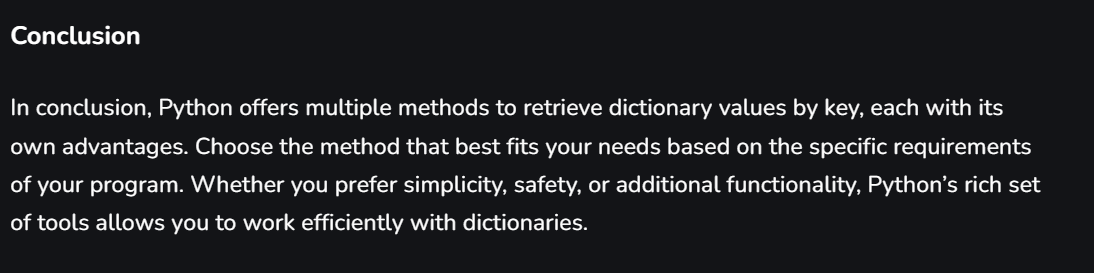 Conclusion
In conclusion, Python offers multiple methods to retrieve dictionary values by key, each with its
own advantages. Choose the method that best fits your needs based on the specific requirements
of your program. Whether you prefer simplicity, safety, or additional functionality, Python’s rich set
of tools allows you to work efficiently with dictionaries.